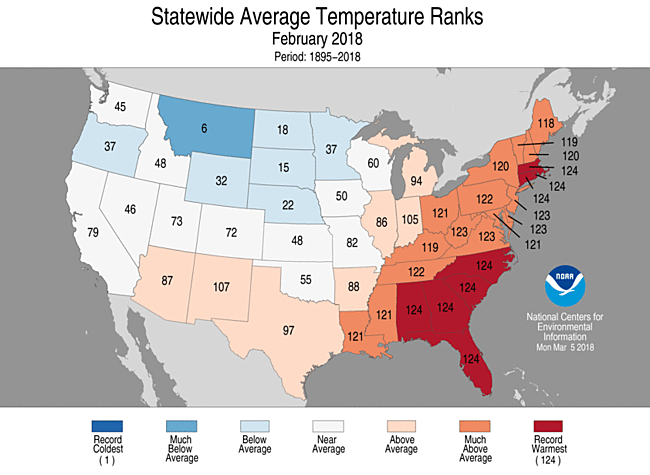 Statewide Average Temperature Ranks
February 2018
Period: 1895–2018
45
6
18
37
118
37
48
15
60
119
120
124
120
32
94
124
46
22
50
122
124
79
73
72
86
105
121
123
123
48
82
123
123
121
119
87
107
55
88
122
124
97
121
121
124
124
124
NOAA
National Centers for
Environmental
Information
Mon Mar 5 2018
Record
Coldest
( 1 )
Much
Below
Average
Below
Average
Near
Average
Above
Average
Much
Above
Average
Record
Warmest
( 124 )